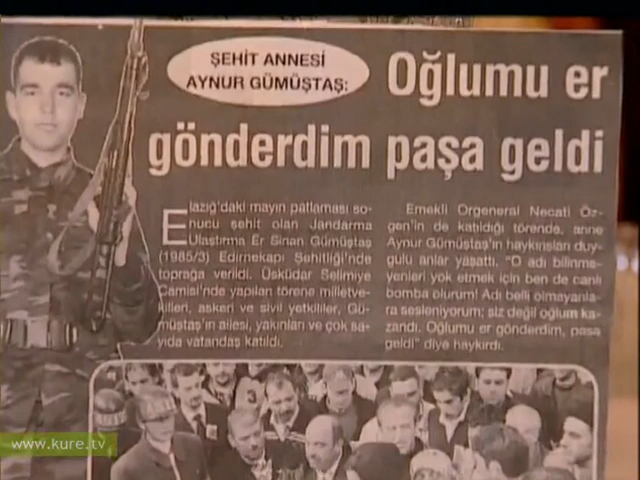 ŞEHİT ANNESİ
AYNUR GÜMÜŞTAŞ:
Oğlumu er
gönderdim paşa geldi
Elazığ'daki mayın patlaması so-
nucu şehit olan Jandarma
Ulaştırma Er Sinan Gümüştaş
(1985/3) Edirnekapı Şehitliği'nde
toprağa verildi. Üsküdar Selimiye
Camisi'nde yapılan törene milletve-
killeri, askeri ve sivil yetkililer, Gü-
müştaş'ın ailesi, yakınları ve çok sa-
yıda vatandaş katıldı.
Emekli Orgeneral Necati Öz-
gen'in de katıldığı törende, anne
Aynur Gümüştaş'ın haykırışları duy-
gulu anlar yaşattı. "O adı bilinme-
yenleri yok etmek için ben de canlı
bomba olurum! Adı belli olmayanla-
ra sesleniyorum; siz değil oğlum ka-
zandı. Oğlumu er gönderdim, paşa
geldi" diye haykırdı.
www.kure.tv